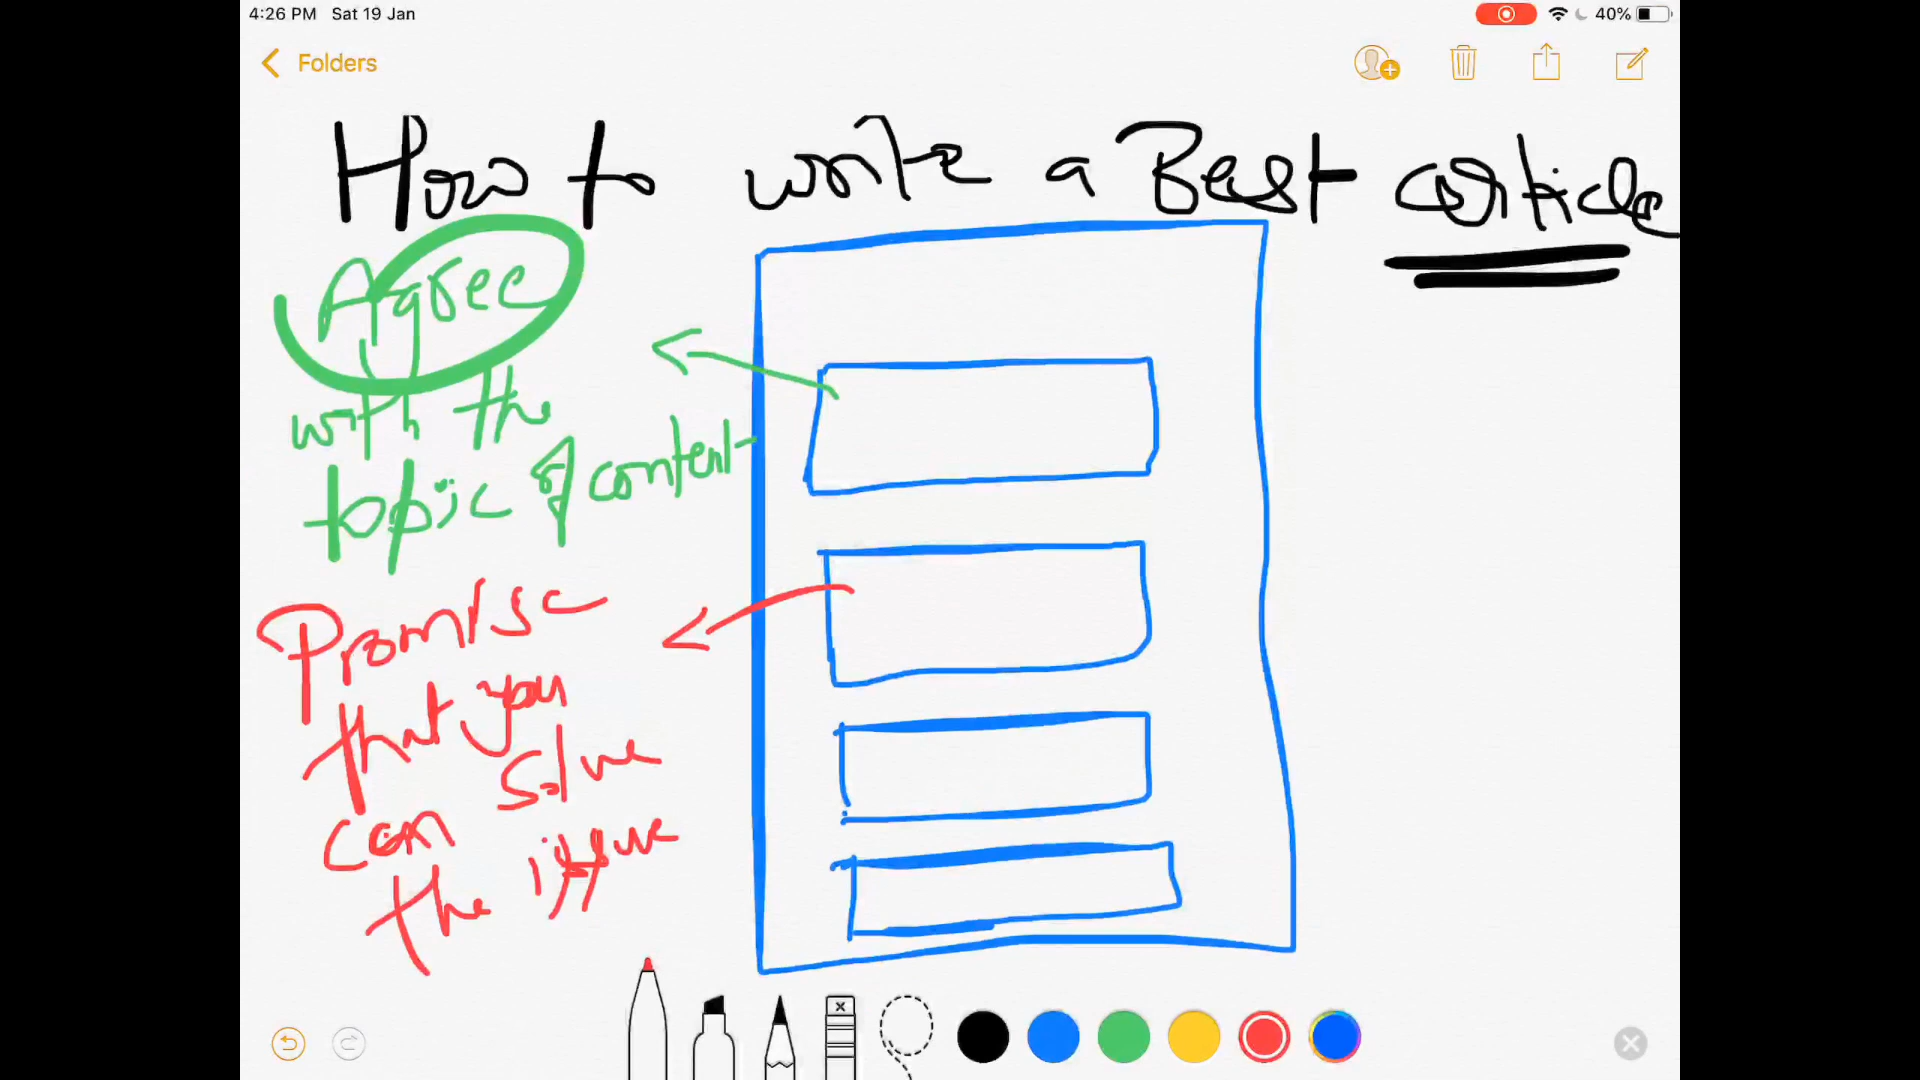 4:26 PM Sat 19 Jan 40%
Folders
How to write a Best article
Agree
with the
topic of content
Promise
that you
can solve
the issue